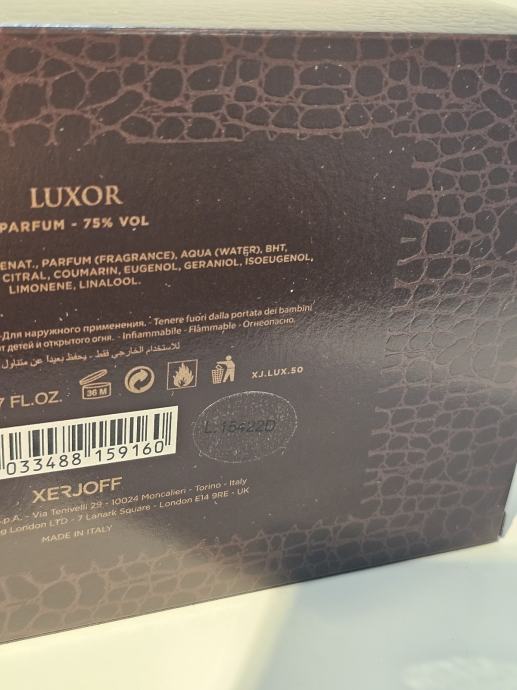 LUXOR
PARFUM - 75% VOL
ENAT., PARFUM (FRAGRANCE), AQUA (WATER), BHT,
CITRAL, COUMARIN, EUGENOL, GERANIOL, ISOEUGENOL,
LIMONENE, LINALOOL.
Для наружного применения. - Tenere fuori dalla portata dei bambini
от детей и открытого огня. - Infiammabile - Flammable - Огнеопасно.
للاستخدام الخارجي فقط - يحفظ بعيدا عن متناول
7 FL.OZ. 36 M XJ.LUX.50
033488 159160 L.15422D
XERJOFF
S.p.A. - Via Tenivelli 29 - 10024 Moncalieri - Torino - Italy
London LTD - 7 Lanark Square - London E14 9RE - UK
MADE IN ITALY